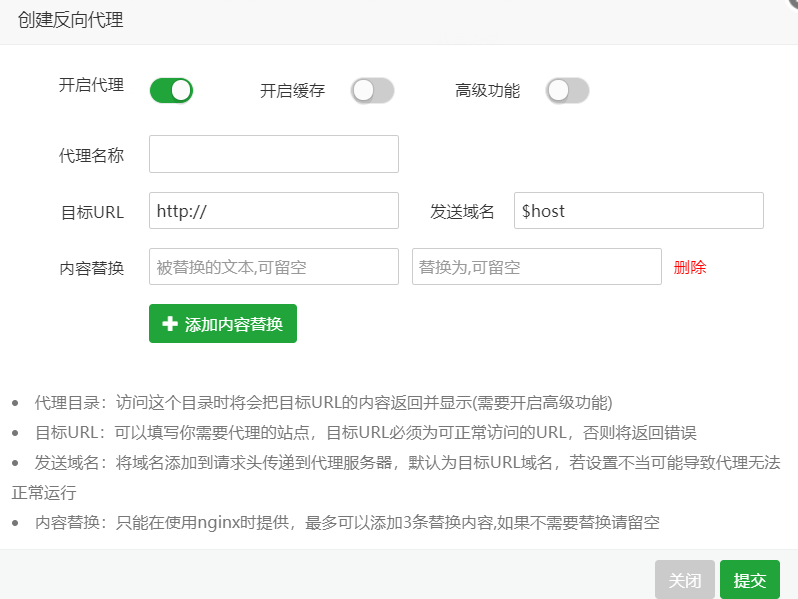 创建反向代理
开启代理 开启缓存 高级功能
代理名称
目标URL http:// 发送域名 $host
内容替换 被替换的文本,可留空 替换为,可留空 删除
添加内容替换
代理目录：访问这个目录时将会把目标URL的内容返回并显示(需要开启高级功能)
目标URL：可以填写你需要代理的站点，目标URL必须为可正常访问的URL，否则将返回错误
发送域名：将域名添加到请求头传递到代理服务器，默认为目标URL域名，若设置不当可能导致代理无法
正常运行
内容替换：只能在使用nginx时提供，最多可以添加3条替换内容,如果不需要替换请留空
关闭 提交